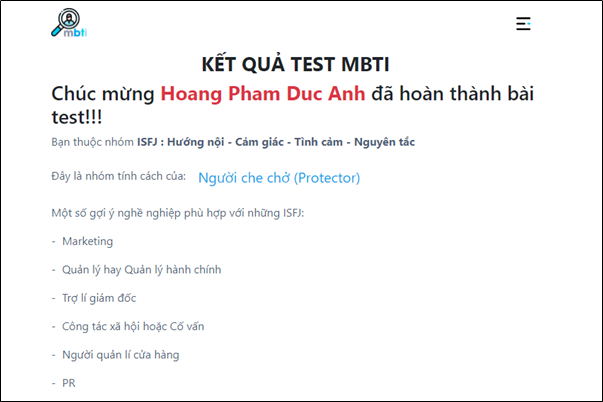 mbti
KẾT QUẢ TEST MBTI
Chúc mừng Hoang Pham Duc Anh đã hoàn thành bài
test!!!
Bạn thuộc nhóm ISFJ : Hướng nội - Cảm giác - Tình cảm - Nguyên tắc
Đây là nhóm tính cách của: Người che chở (Protector)
Một số gợi ý nghề nghiệp phù hợp với những ISFJ:
- Marketing
- Quản lý hay Quản lý hành chính
- Trợ lí giám đốc
- Công tác xã hội hoặc Cố vấn
- Người quản lí cửa hàng
- PR